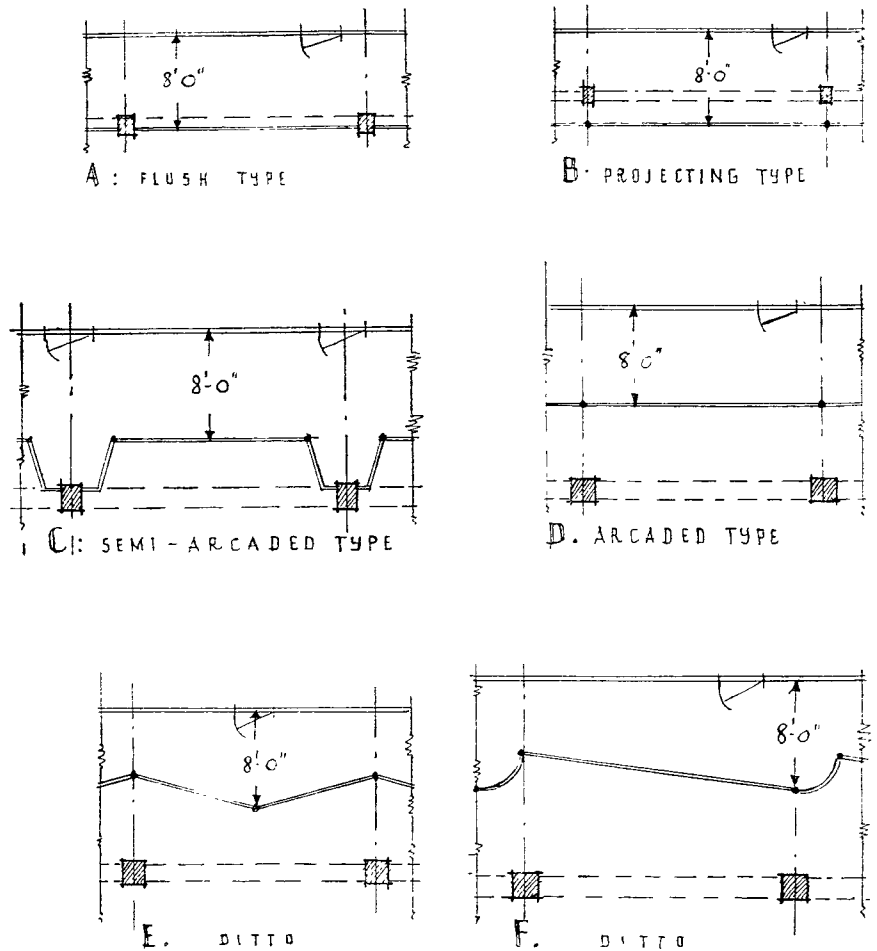 8'0"
8'-0"
A: FLUSH TYPE
B· PROJECTING TYPE
8'-0"
8'0"
C: SEMI-ARCADED TYPE
D. ARCADED TYPE
8'-0"
8-0"
E. DITTO
F. DITTO